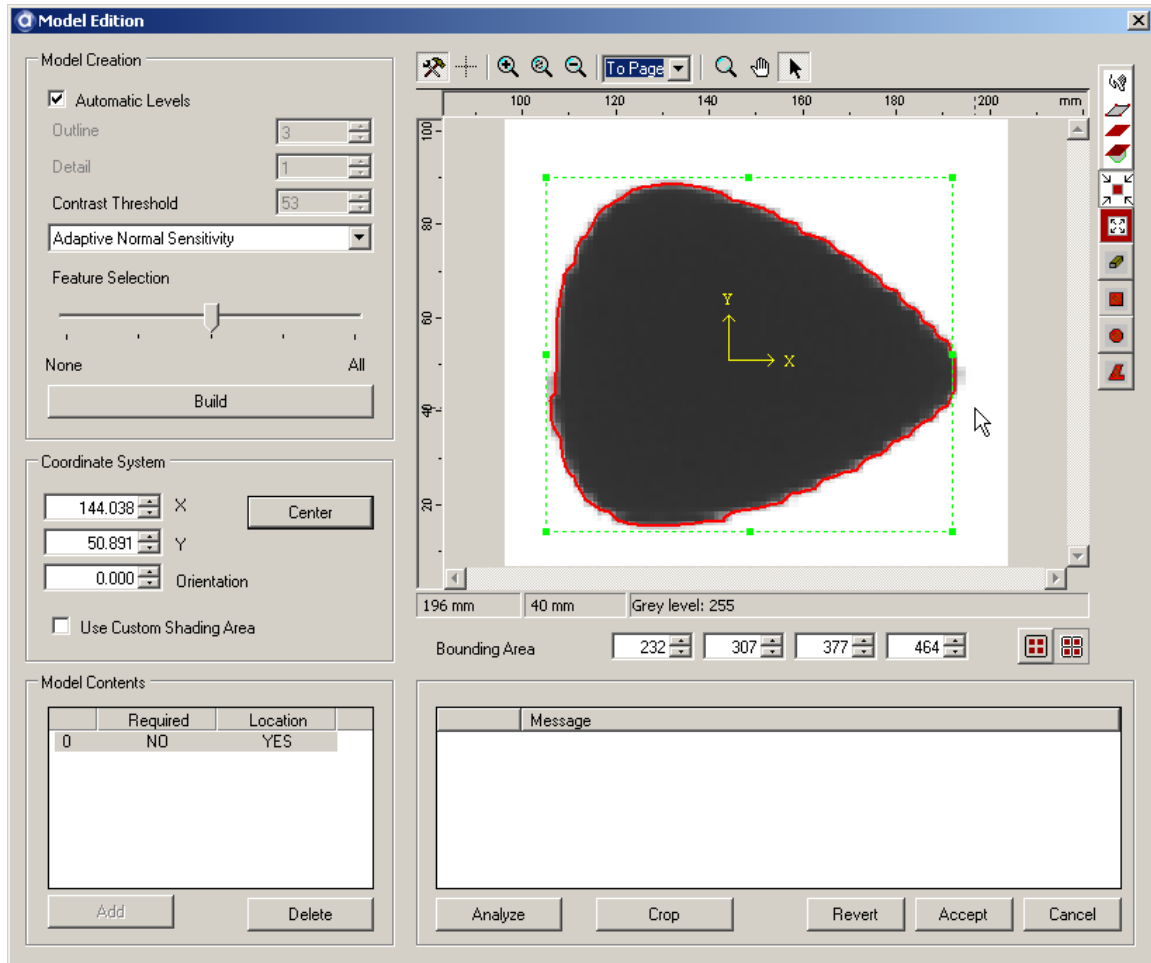 Model Edition
Model Creation
Automatic Levels
Outline 3
Detail 1
Contrast Threshold 53
Adaptive Normal Sensitivity
Feature Selection
None All
Build
Coordinate System
144.038 X Center
50.891 Y
0.000 Orientation
Use Custom Shading Area
Model Contents
Required Location
0 NO YES
Add Delete
To Page
100 120 140 160 180 200 mm
100
80
60
40
20
Y
X
196 mm 40 mm Grey level: 255
Bounding Area 232 307 377 464
Message
Analyze Crop Revert Accept Cancel